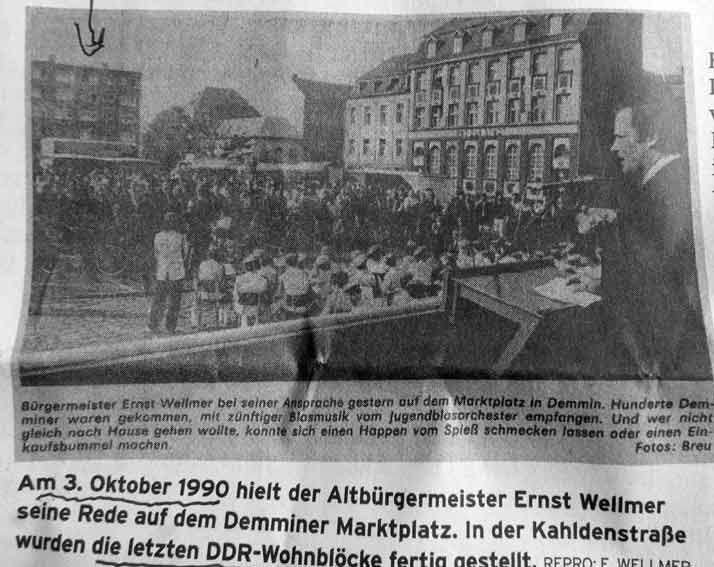 Bürgermeister Ernst Wellmer bei seiner Ansprache gestern auf dem Marktplatz in Demmin. Hunderte Dem-
miner waren gekommen, mit zünftiger Blasmusik vom Jugendblasorchester empfangen. Und wer nicht
gleich nach Hause gehen wollte, konnte sich einen Happen vom Spieß schmecken lassen oder einen Ein-
kaufsbummel machen. Fotos: Breu
Am 3. Oktober 1990 hielt der Altbürgermeister Ernst Wellmer
seine Rede auf dem Demminer Marktplatz. In der Kahldenstraße
wurden die letzten DDR-Wohnblöcke fertig gestellt. REPRO: E. WELLMER